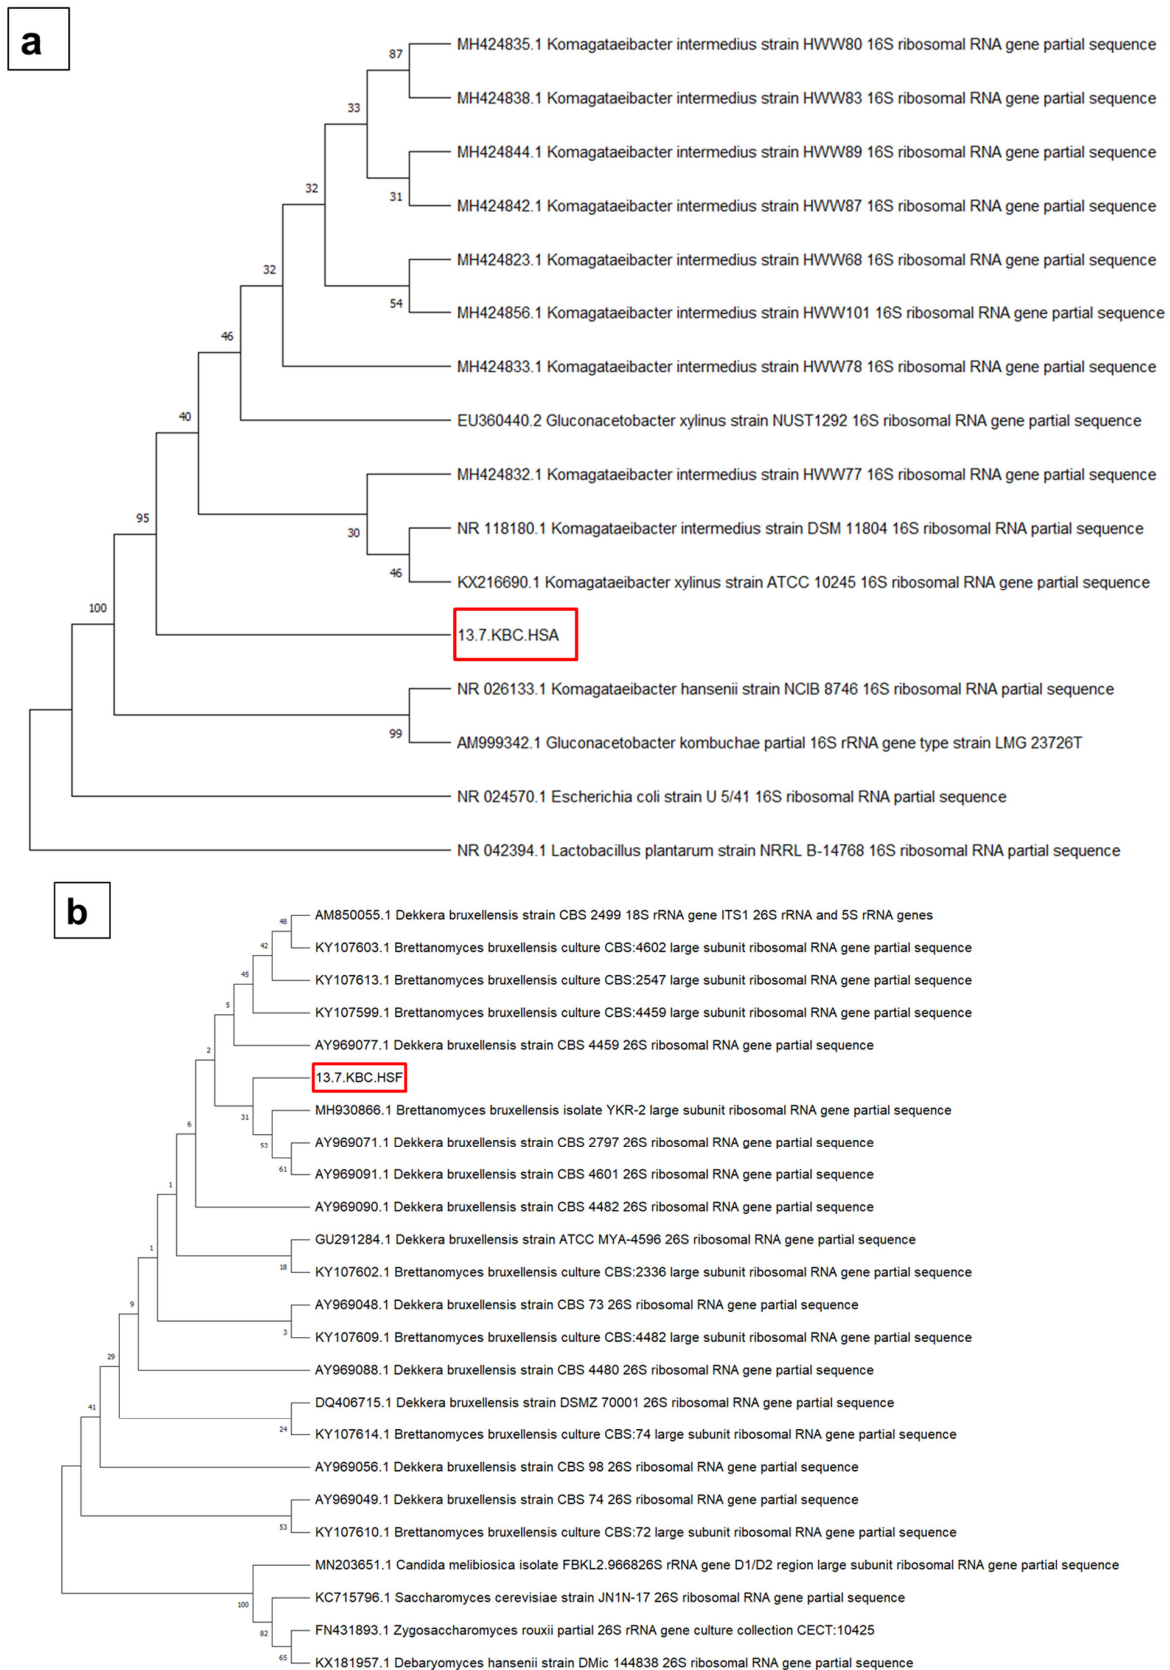 a
87
MH424835.1 Komagataeibacter intermedius strain HWW80 16S ribosomal RNA gene partial sequence
MH424838.1 Komagataeibacter intermedius strain HWW83 16S ribosomal RNA gene partial sequence
33
MH424844.1 Komagataeibacter intermedius strain HWW89 16S ribosomal RNA gene partial sequence
32
31
MH424842.1 Komagataeibacter intermedius strain HWW87 16S ribosomal RNA gene partial sequence
32
MH424823.1 Komagataeibacter intermedius strain HWW68 16S ribosomal RNA gene partial sequence
54
MH424856.1 Komagataeibacter intermedius strain HWW101 16S ribosomal RNA gene partial sequence
46
MH424833.1 Komagataeibacter intermedius strain HWW78 16S ribosomal RNA gene partial sequence
40
EU360440.2 Gluconacetobacter xylinus strain NUST1292 16S ribosomal RNA gene partial sequence
MH424832.1 Komagataeibacter intermedius strain HWW77 16S ribosomal RNA gene partial sequence
95
30
NR 118180.1 Komagataeibacter intermedius strain DSM 11804 16S ribosomal RNA partial sequence
46
KX216690.1 Komagataeibacter xylinus strain ATCC 10245 16S ribosomal RNA gene partial sequence
100
13.7.KBC.HSA
NR 026133.1 Komagataeibacter hansenii strain NCIB 8746 16S ribosomal RNA partial sequence
99
AM999342.1 Gluconacetobacter kombuchae partial 16S rRNA gene type strain LMG 23726T
NR 024570.1 Escherichia coli strain U 5/41 16S ribosomal RNA partial sequence
NR 042394.1 Lactobacillus plantarum strain NRRL B-14768 16S ribosomal RNA partial sequence
b
48
AM850055.1 Dekkera bruxellensis strain CBS 2499 18S rRNA gene ITS1 26S rRNA and 5S rRNA genes
42
KY107603.1 Brettanomyces bruxellensis culture CBS:4602 large subunit ribosomal RNA gene partial sequence
45
KY107613.1 Brettanomyces bruxellensis culture CBS:2547 large subunit ribosomal RNA gene partial sequence
5
KY107599.1 Brettanomyces bruxellensis culture CBS:4459 large subunit ribosomal RNA gene partial sequence
2
AY969077.1 Dekkera bruxellensis strain CBS 4459 26S ribosomal RNA gene partial sequence
13.7.KBC.HSF
31
MH930866.1 Brettanomyces bruxellensis isolate YKR-2 large subunit ribosomal RNA gene partial sequence
6
52
AY969071.1 Dekkera bruxellensis strain CBS 2797 26S ribosomal RNA gene partial sequence
61
AY969091.1 Dekkera bruxellensis strain CBS 4601 26S ribosomal RNA gene partial sequence
1
AY969090.1 Dekkera bruxellensis strain CBS 4482 26S ribosomal RNA gene partial sequence
GU291284.1 Dekkera bruxellensis strain ATCC MYA-4596 26S ribosomal RNA gene partial sequence
1
18
KY107602.1 Brettanomyces bruxellensis culture CBS:2336 large subunit ribosomal RNA gene partial sequence
9
AY969048.1 Dekkera bruxellensis strain CBS 73 26S ribosomal RNA gene partial sequence
3
KY107609.1 Brettanomyces bruxellensis culture CBS:4482 large subunit ribosomal RNA gene partial sequence
29
AY969088.1 Dekkera bruxellensis strain CBS 4480 26S ribosomal RNA gene partial sequence
41
DQ406715.1 Dekkera bruxellensis strain DSMZ 70001 26S ribosomal RNA gene partial sequence
24
KY107614.1 Brettanomyces bruxellensis culture CBS:74 large subunit ribosomal RNA gene partial sequence
AY969056.1 Dekkera bruxellensis strain CBS 98 26S ribosomal RNA gene partial sequence
AY969049.1 Dekkera bruxellensis strain CBS 74 26S ribosomal RNA gene partial sequence
53
KY107610.1 Brettanomyces bruxellensis culture CBS:72 large subunit ribosomal RNA gene partial sequence
MN203651.1 Candida melibiosica isolate FBKL2.966826S rRNA gene D1/D2 region large subunit ribosomal RNA gene partial sequence
100
KC715796.1 Saccharomyces cerevisiae strain JN1N-17 26S ribosomal RNA gene partial sequence
82
FN431893.1 Zygosaccharomyces rouxii partial 26S rRNA gene culture collection CECT:10425
65
KX181957.1 Debaryomyces hansenii strain DMic 144838 26S ribosomal RNA gene partial sequence